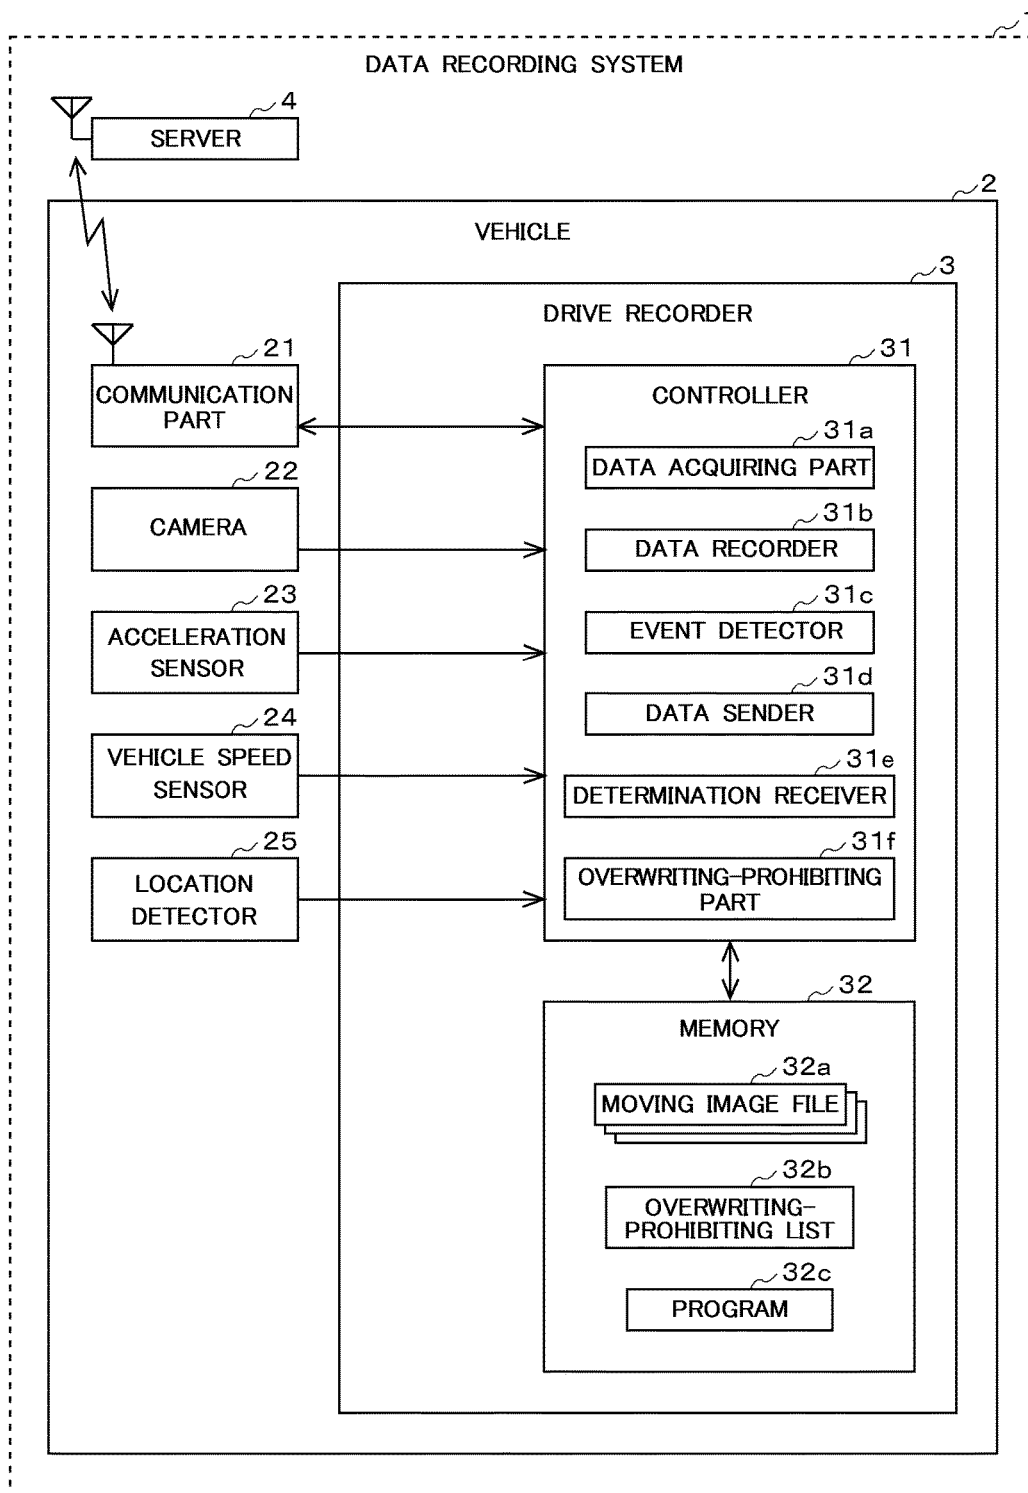 DATA RECORDING SYSTEM
4
SERVER
2
VEHICLE
3
DRIVE RECORDER
21
COMMUNICATION
PART
31
CONTROLLER
31a
DATA ACQUIRING PART
22
CAMERA
31b
DATA RECORDER
23
ACCELERATION
SENSOR
31c
EVENT DETECTOR
31d
DATA SENDER
24
VEHICLE SPEED
SENSOR
31e
DETERMINATION RECEIVER
25
LOCATION
DETECTOR
31f
OVERWRITING-PROHIBITING
PART
32
MEMORY
32a
MOVING IMAGE FILE
32b
OVERWRITING-
PROHIBITING LIST
32c
PROGRAM